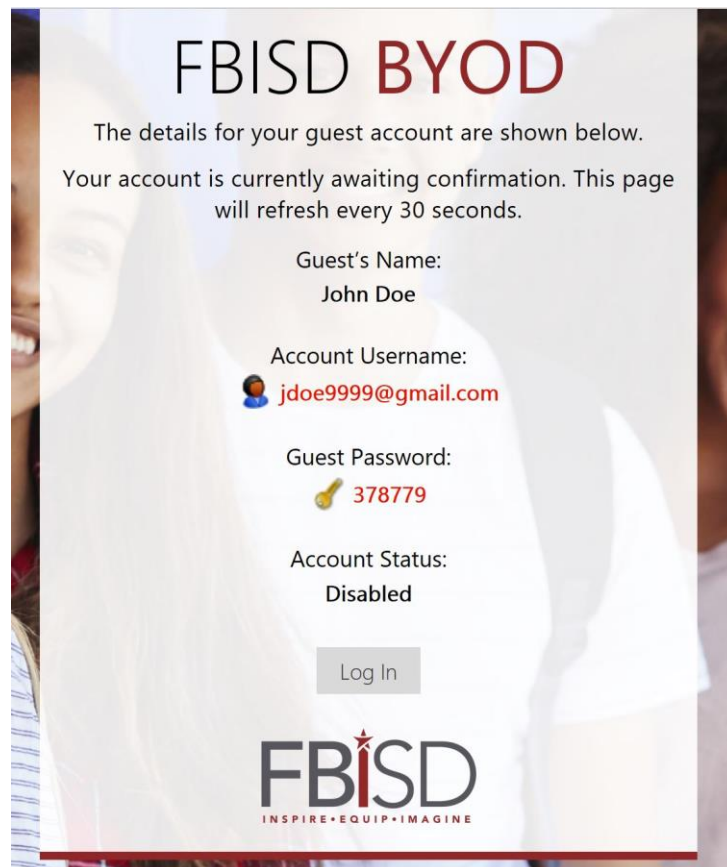 FBISD BYOD
The details for your guest account are shown below.
Your account is currently awaiting confirmation. This page
will refresh every 30 seconds.
Guest’s Name:
John Doe
Account Username:
jdoe9999@gmail.com
Guest Password:
378779
Account Status:
Disabled
Log In
FBISD
INSPIRE•EQUIP•IMAGINE